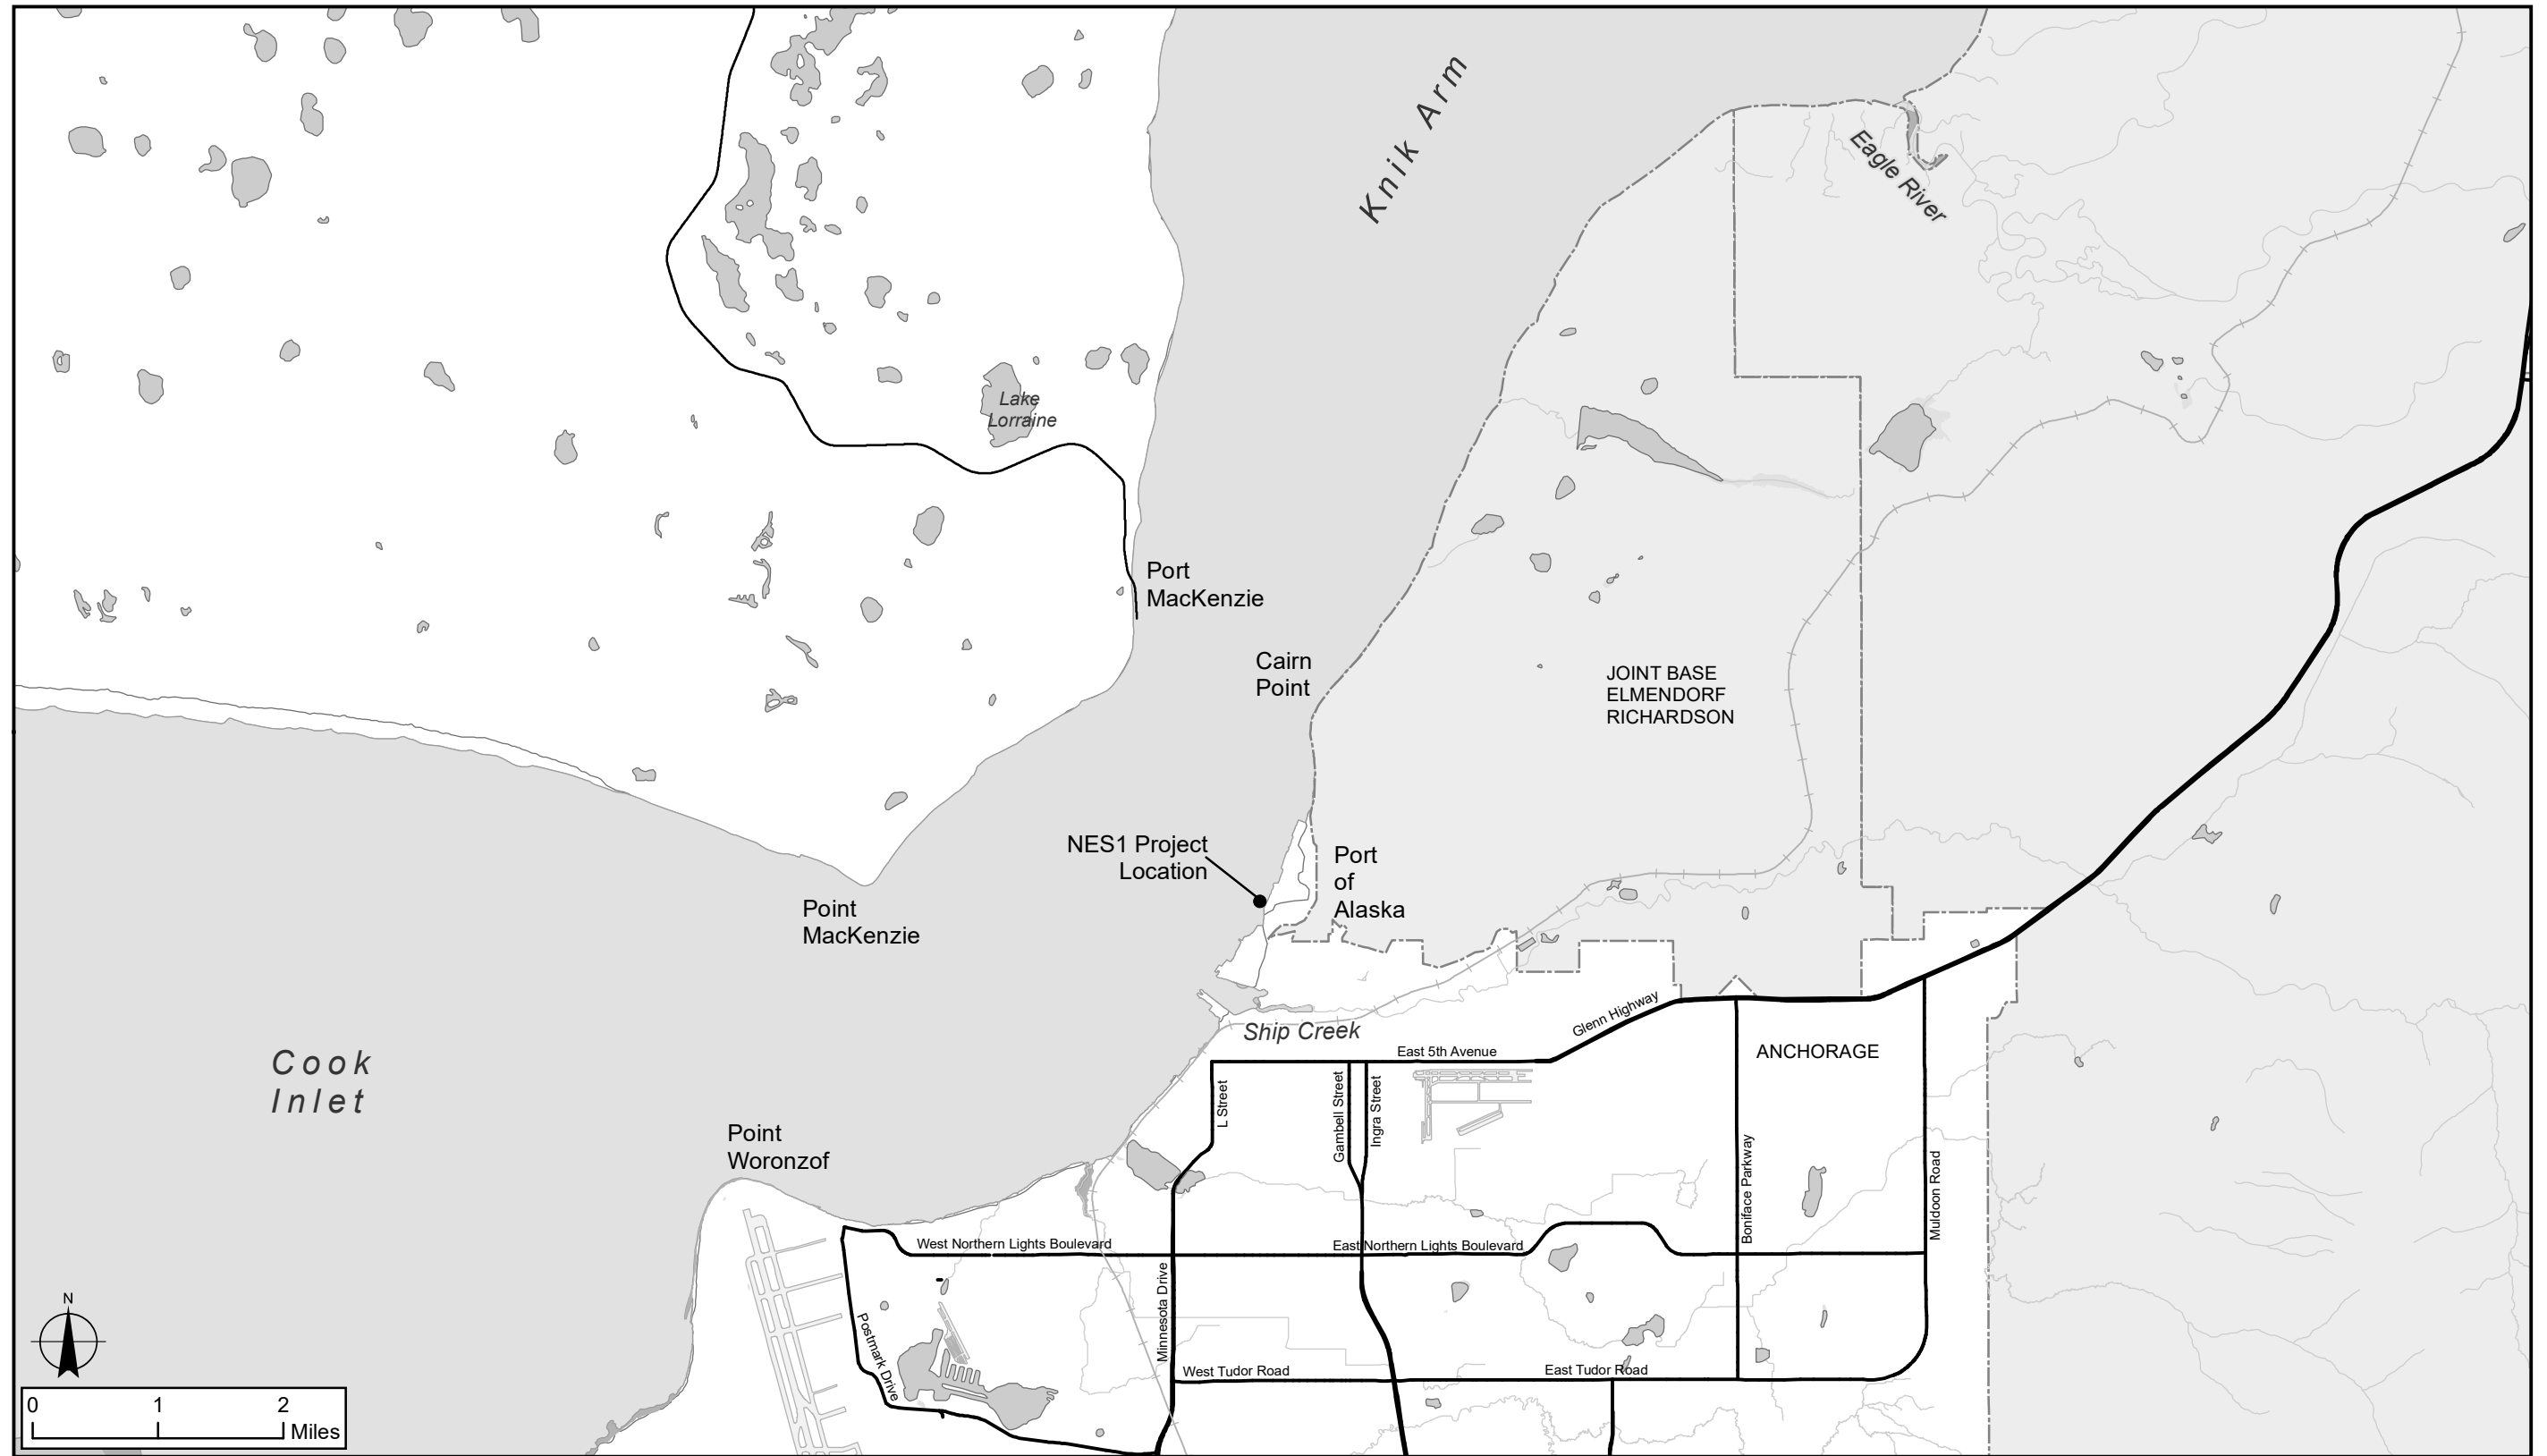 Knik Arm
Eagle River
Lake
Lorraine
Port
MacKenzie
Cairn
Point
JOINT BASE
ELMENDORF
RICHARDSON
NES1 Project
Location
Port
of
Alaska
Point
MacKenzie
Glenn Highway
Ship Creek
East 5th Avenue
ANCHORAGE
Cook
Inlet
L Street
Gambell Street
Ingra Street
Point
Woronzof
Boniface Parkway
Muldoon Road
West Northern Lights Boulevard
East Northern Lights Boulevard
Minnesota Drive
Postmark Drive
West Tudor Road
East Tudor Road
N
0 1 2
Miles